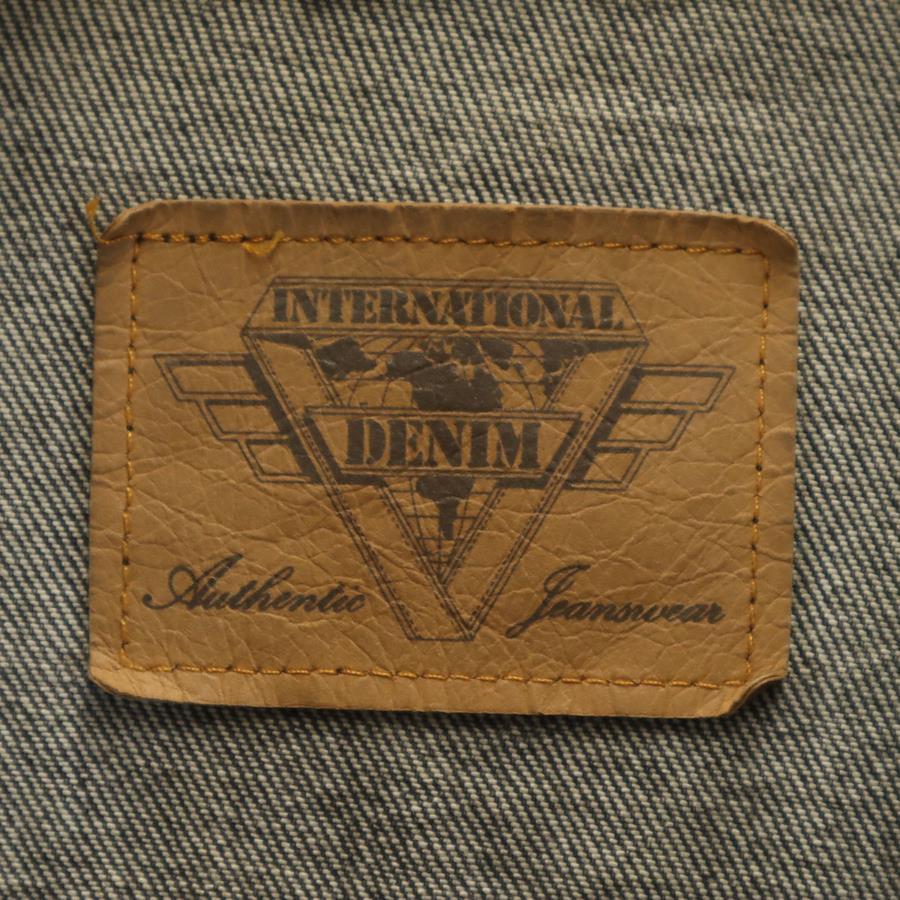 INTERNATIONAL
DENIM
Authentic Jeanswear